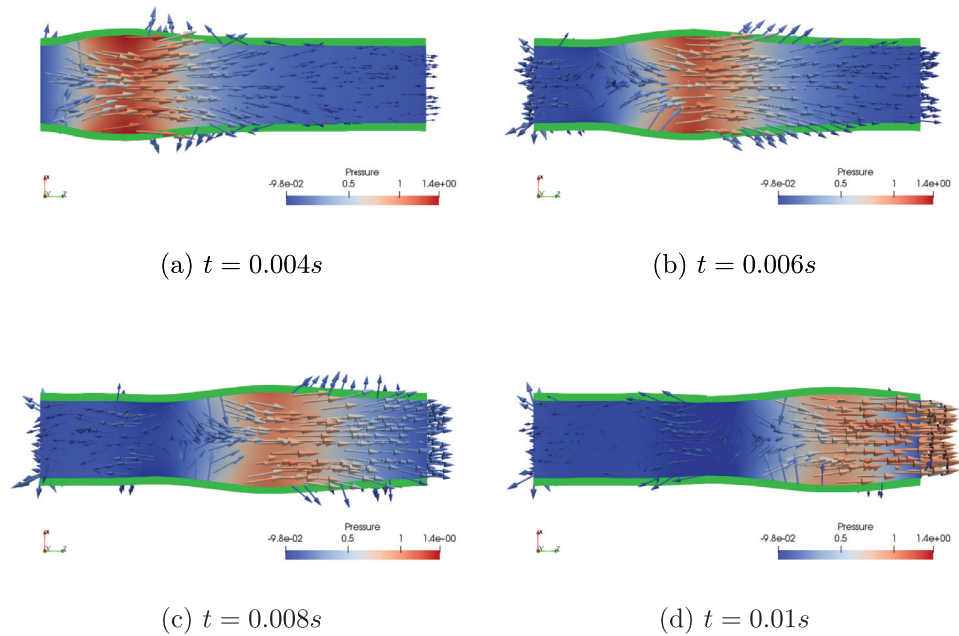 Pressure
-9.8e-02 0.5 1 1.4e+00
X
Y Z
(a) t = 0.004s
Pressure
-9.8e-02 0.5 1 1.4e+00
X
Y Z
(b) t = 0.006s
Pressure
-9.8e-02 0.5 1 1.4e+00
X
Y Z
(c) t = 0.008s
Pressure
-9.8e-02 0.5 1 1.4e+00
X
Y Z
(d) t = 0.01s